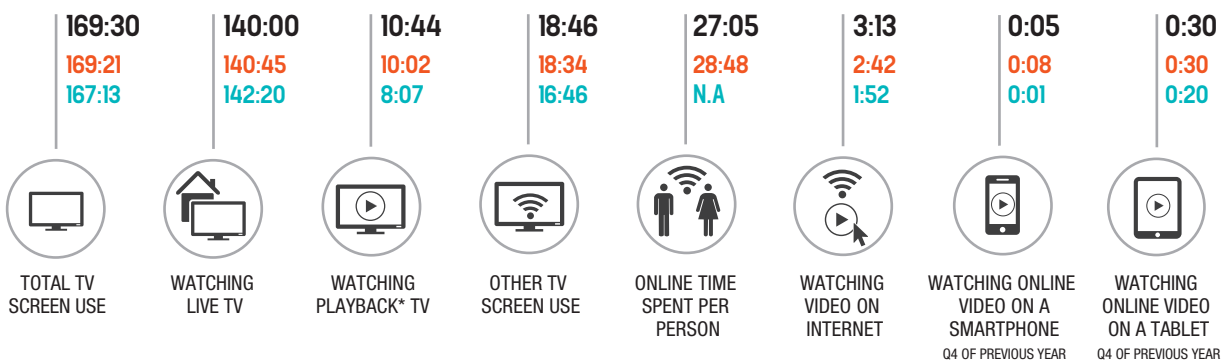 169:30
169:21
167:13
TOTAL TV
SCREEN USE
140:00
140:45
142:20
WATCHING
LIVE TV
10:44
10:02
8:07
WATCHING
PLAYBACK* TV
18:46
18:34
16:46
OTHER TV
SCREEN USE
27:05
28:48
N.A
ONLINE TIME
SPENT PER
PERSON
3:13
2:42
1:52
WATCHING
VIDEO ON
INTERNET
0:05
0:08
0:01
WATCHING ONLINE
VIDEO ON A
SMARTPHONE
Q4 OF PREVIOUS YEAR
0:30
0:30
0:20
WATCHING
ONLINE VIDEO
ON A TABLET
Q4 OF PREVIOUS YEAR